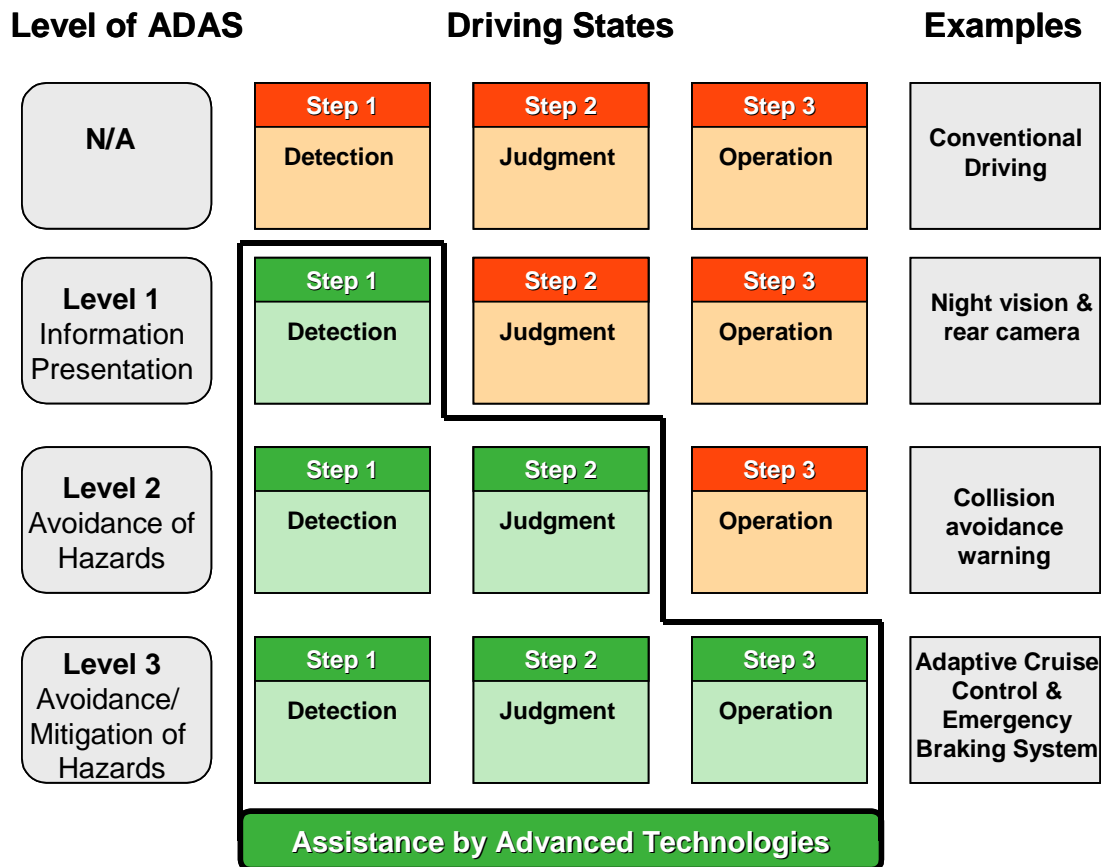 Level of ADAS
Driving States
Examples
N/A
Step 1
Detection
Step 2
Judgment
Step 3
Operation
Conventional
Driving
Level 1
Information
Presentation
Step 1
Detection
Step 2
Judgment
Step 3
Operation
Night vision &
rear camera
Level 2
Avoidance of
Hazards
Step 1
Detection
Step 2
Judgment
Step 3
Operation
Collision
avoidance
warning
Level 3
Avoidance/
Mitigation of
Hazards
Step 1
Detection
Step 2
Judgment
Step 3
Operation
Adaptive Cruise
Control &
Emergency
Braking System
Assistance by Advanced Technologies